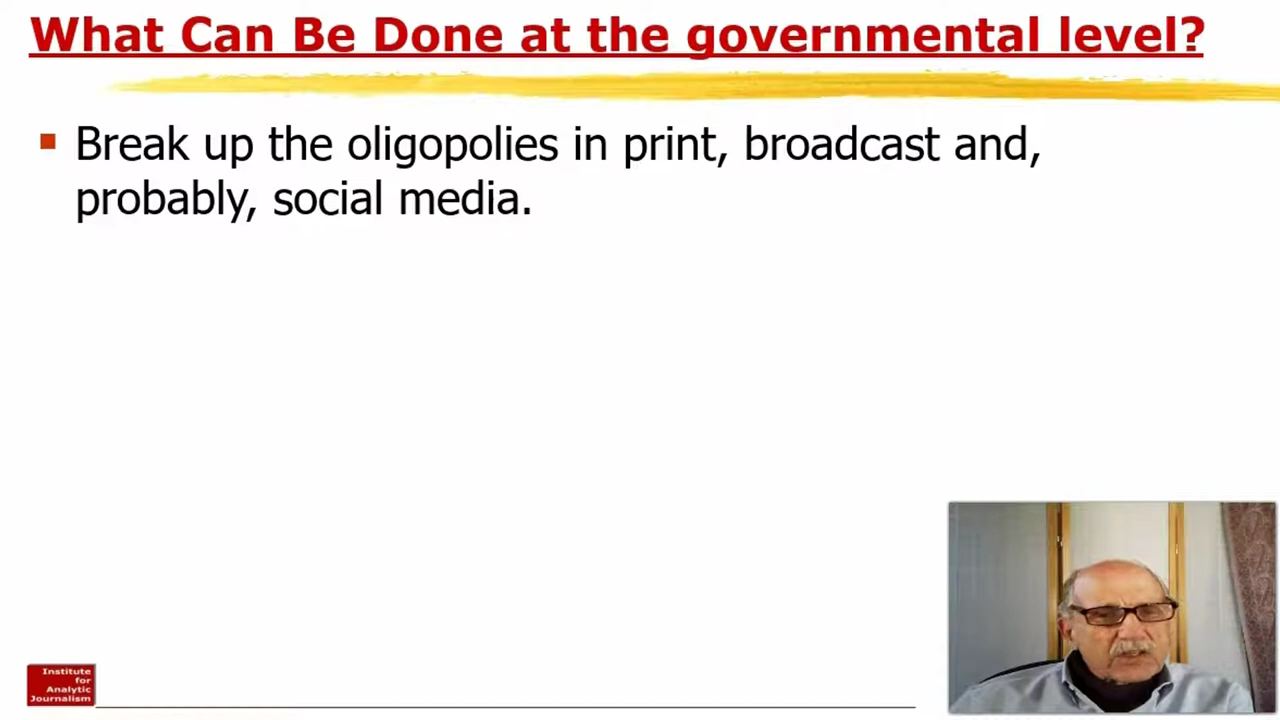 What Can Be Done at the governmental level?
Break up the oligopolies in print, broadcast and,
probably, social media.
Institute
for
Analytic
Journalism